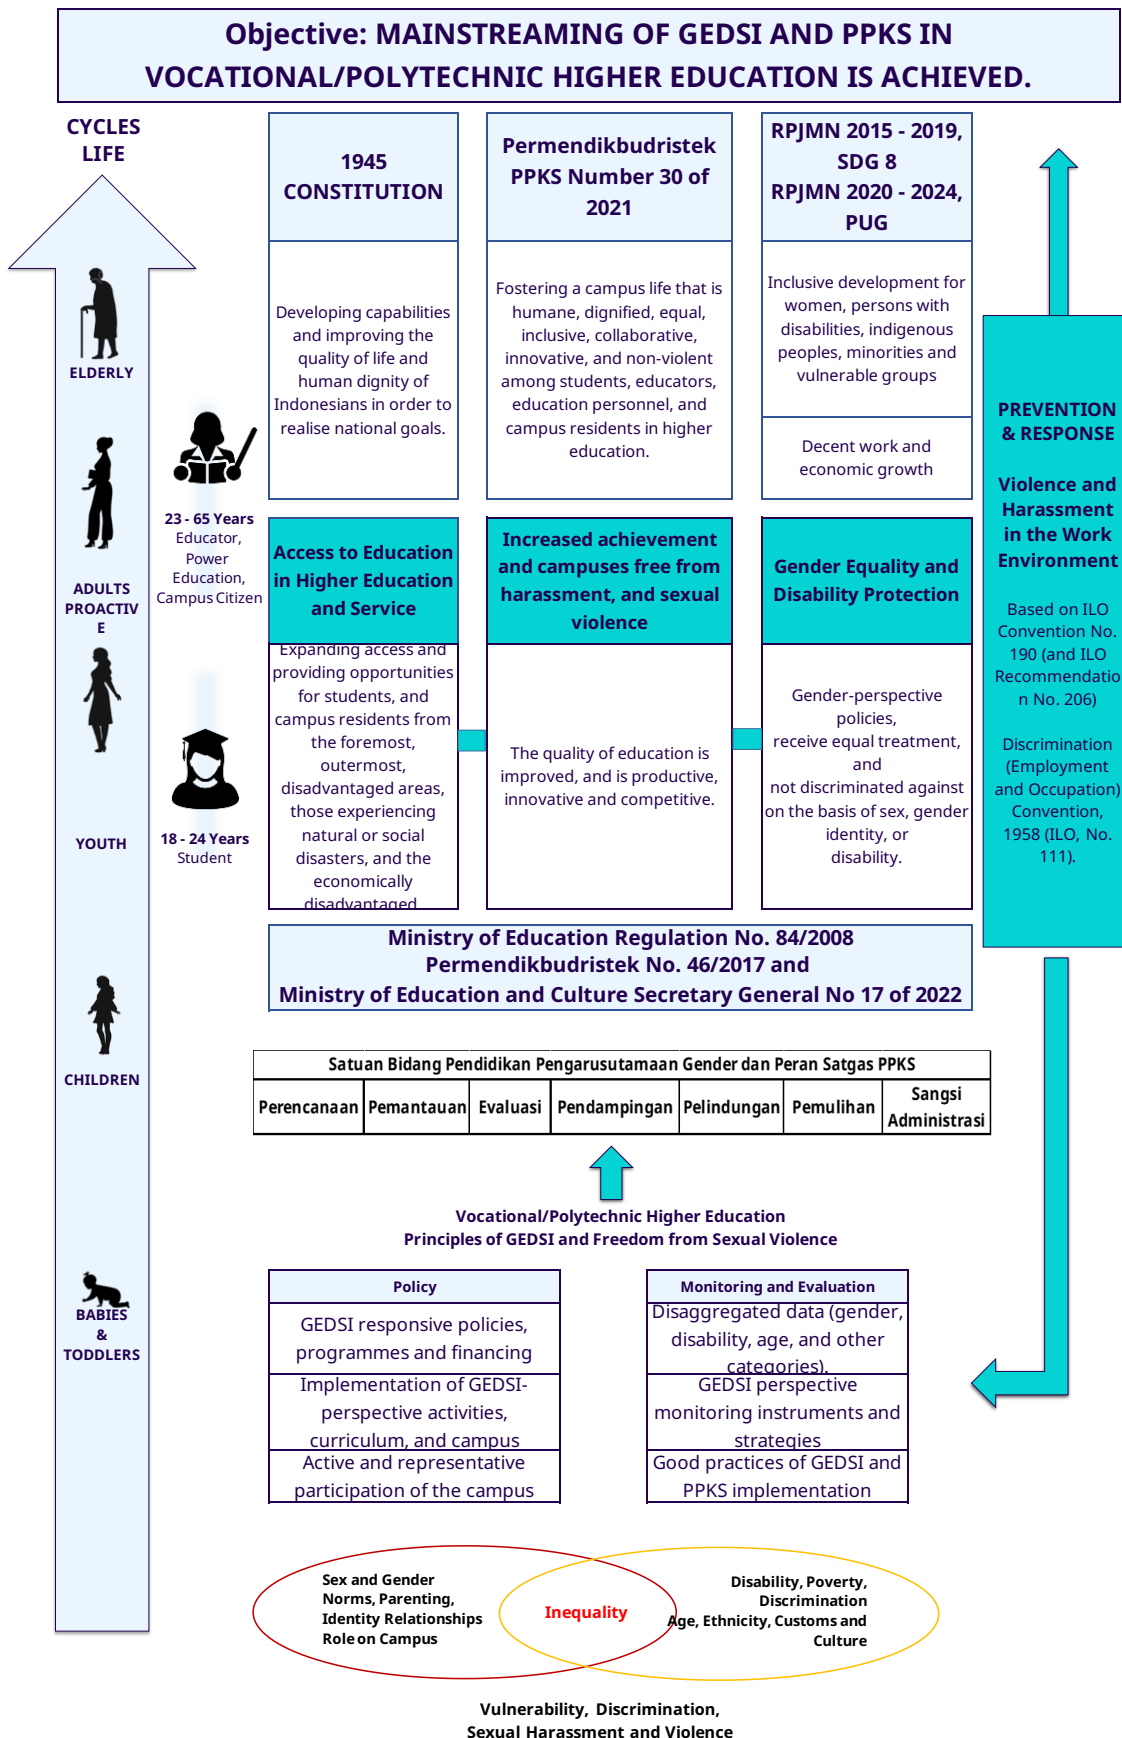 Objective: MAINSTREAMING OF GEDSI AND PPKS IN
VOCATIONAL/POLYTECHNIC HIGHER EDUCATION IS ACHIEVED.
CYCLES
LIFE
ELDERLY
ADULTS
PROACTIV
E
YOUTH
CHILDREN
BABIES
&
TODDLERS
23 - 65 Years
Educator,
Power
Education,
Campus Citizen
18 - 24 Years
Student
1945
CONSTITUTION
Developing capabilities
and improving the
quality of life and
human dignity of
Indonesians in order to
realise national goals.
Permendikbudristek
PPKS Number 30 of
2021
Fostering a campus life that is
humane, dignified, equal,
inclusive, collaborative,
innovative, and non-violent
among students, educators,
education personnel, and
campus residents in higher
education.
RPJMN 2015 - 2019,
SDG 8
RPJMN 2020 - 2024,
PUG
Inclusive development for
women, persons with
disabilities, indigenous
peoples, minorities and
vulnerable groups
Decent work and
economic growth
Access to Education
in Higher Education
and Service
Expanding access and
providing opportunities
for students, and
campus residents from
the foremost,
outermost,
disadvantaged areas,
those experiencing
natural or social
disasters, and the
economically
disadvantaged
Increased achievement
and campuses free from
harassment, and sexual
violence
The quality of education is
improved, and is productive,
innovative and competitive.
Gender Equality and
Disability Protection
Gender-perspective
policies,
receive equal treatment,
and
not discriminated against
on the basis of sex, gender
identity, or
disability.
PREVENTION
& RESPONSE
Violence and
Harassment
in the Work
Environment
Based on ILO
Convention No.
190 (and ILO
Recommendatio
n No. 206)
Discrimination
(Employment
and Occupation)
Convention,
1958 (ILO, No.
111).
Ministry of Education Regulation No. 84/2008
Permendikbudristek No. 46/2017 and
Ministry of Education and Culture Secretary General No 17 of 2022
Satuan Bidang Pendidikan Pengarusutamaan Gender dan Peran Satgas PPKS
Perencanaan
Pemantauan
Evaluasi
Pendampingan
Pelindungan
Pemulihan
Sangsi
Administrasi
Vocational/Polytechnic Higher Education
Principles of GEDSI and Freedom from Sexual Violence
Policy
GEDSI responsive policies,
programmes and financing
Implementation of GEDSI-
perspective activities,
curriculum, and campus
Active and representative
participation of the campus
Monitoring and Evaluation
Disaggregated data (gender,
disability, age, and other
categories).
GEDSI perspective
monitoring instruments and
strategies
Good practices of GEDSI and
PPKS implementation
Sex and Gender
Norms, Parenting,
Identity Relationships
Role on Campus
Inequality
Disability, Poverty,
Discrimination
Age, Ethnicity, Customs and
Culture
Vulnerability, Discrimination,
Sexual Harassment and Violence